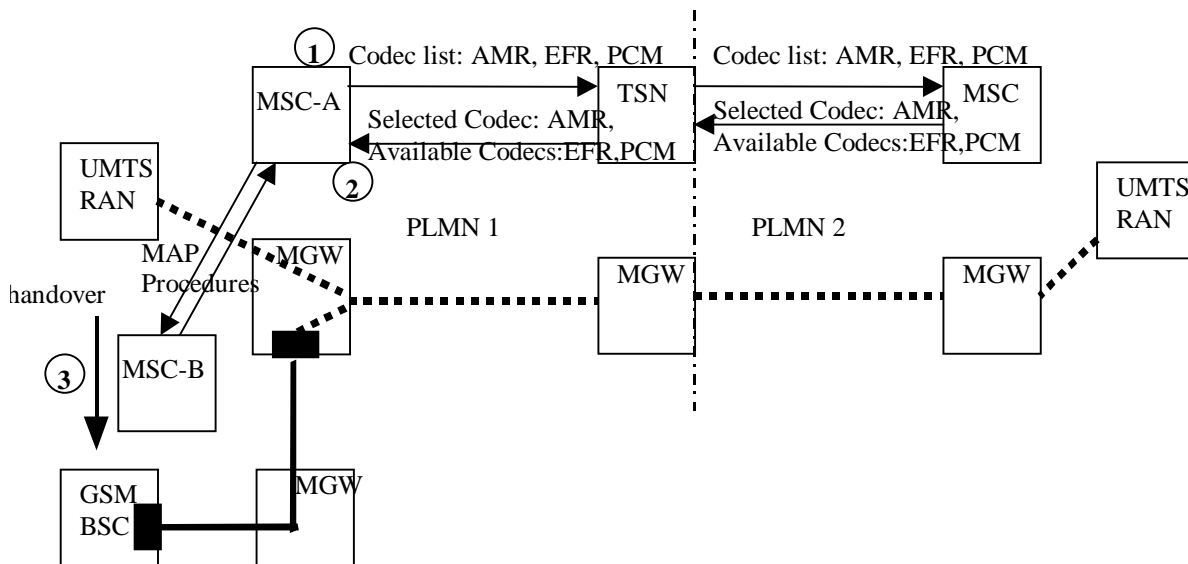 1
Codec list: AMR, EFR, PCM
Codec list: AMR, EFR, PCM
MSC-A
TSN
MSC
Selected Codec: AMR,
Available Codecs:EFR,PCM
Selected Codec: AMR,
Available Codecs:EFR,PCM
2
UMTS
RAN
UMTS
RAN
PLMN 1
PLMN 2
MAP
Procedures
MGW
MGW
MGW
handover
3
MSC-B
GSM
BSC
MGW